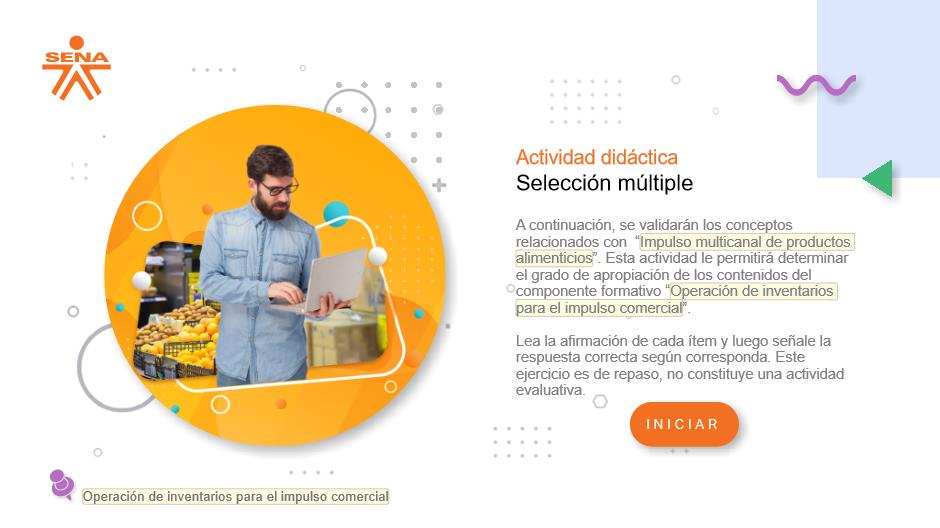 SENA
Actividad didáctica
Selección múltiple
A continuación, se validarán los conceptos
relacionados con “Impulso multicanal de productos
alimenticios”. Esta actividad le permitirá determinar
el grado de apropiación de los contenidos del
componente formativo “Operación de inventarios
para el impulso comercial”.
Lea la afirmación de cada ítem y luego señale la
respuesta correcta según corresponda. Este
ejercicio es de repaso, no constituye una actividad
evaluativa.
INICIAR
Operación de inventarios para el impulso comercial